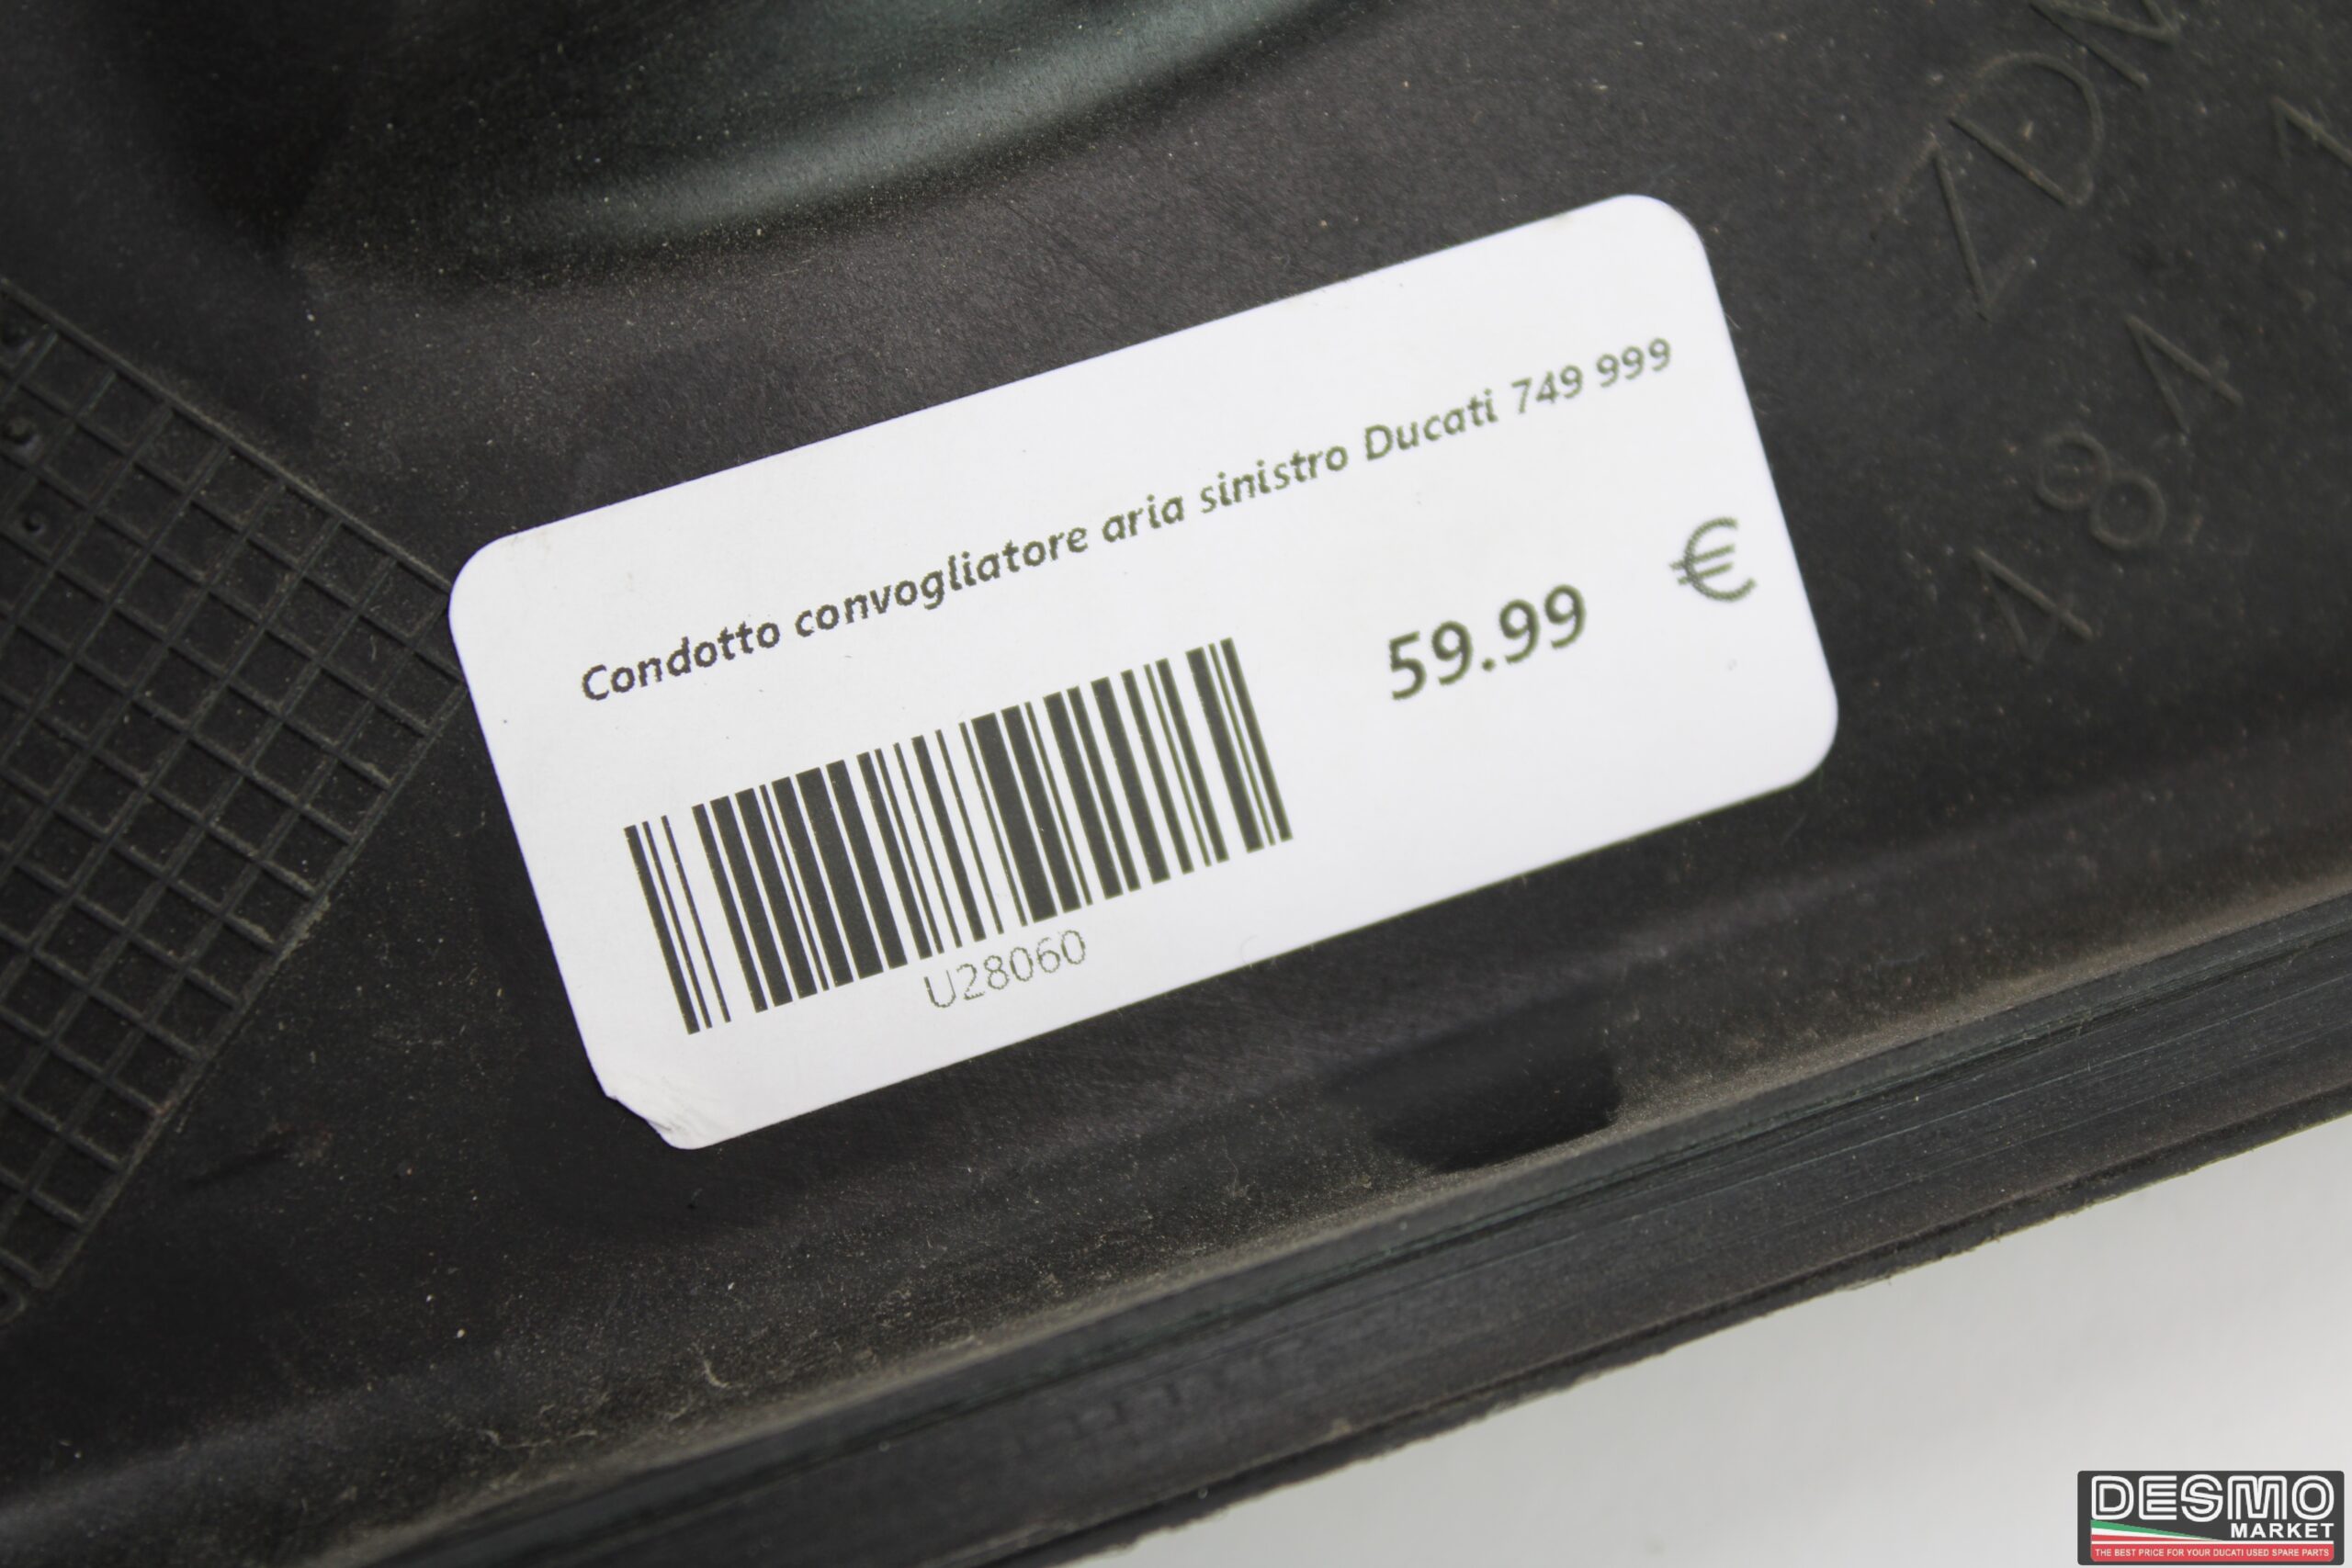 ZDM
Condotto convogliatore aria sinistro Ducati 749 999
59.99 €
U28060
DESMO
MARKET
THE BEST PRICE FOR YOUR DUCATI USED SPARE PARTS